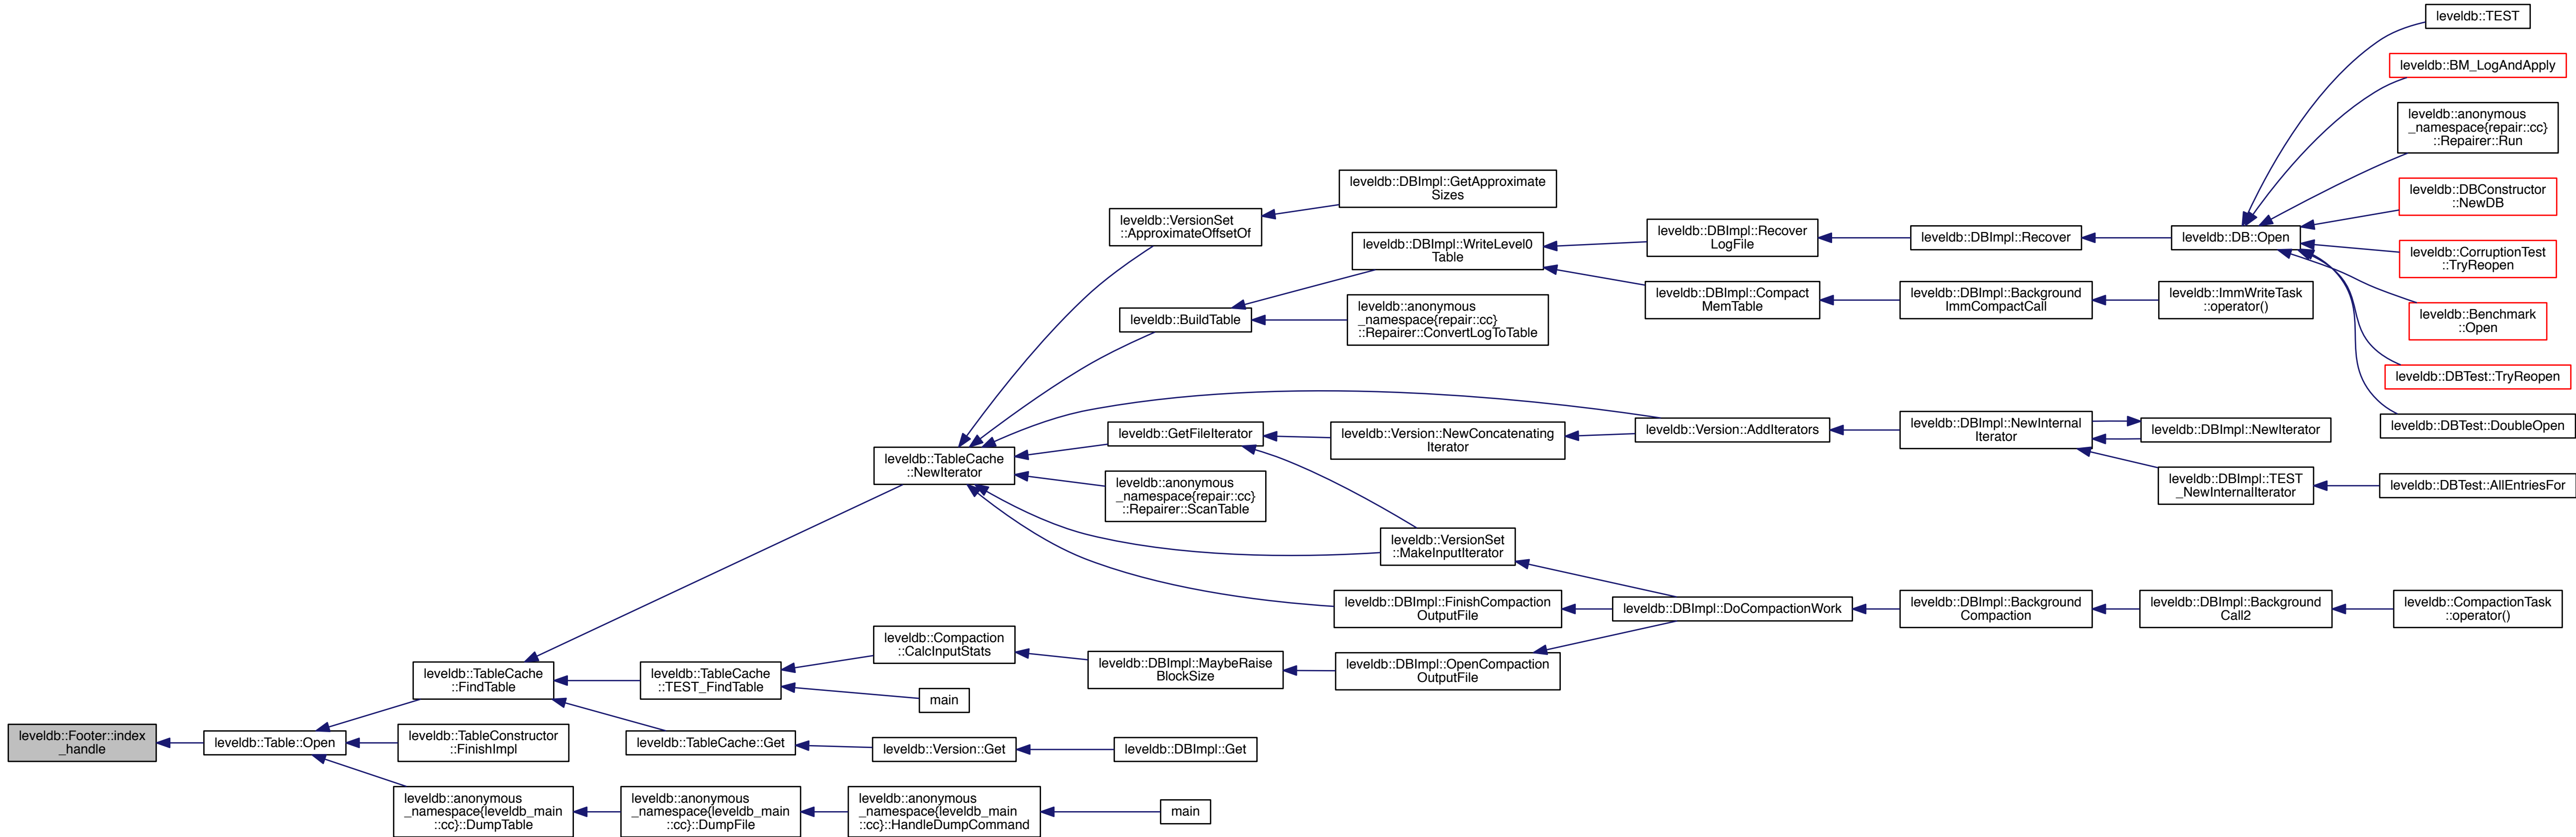 leveldb::Footer::index
_handle
leveldb::Table::Open
leveldb::TableCache
::FindTable
leveldb::TableConstructor
::FinishImpl
leveldb::anonymous
_namespace{leveldb_main
::cc}::DumpTable
leveldb::TableCache
::TEST_FindTable
leveldb::TableCache::Get
leveldb::anonymous
_namespace{leveldb_main
::cc}::DumpFile
leveldb::TableCache
::NewIterator
leveldb::Compaction
::CalcInputStats
main
leveldb::Version::Get
leveldb::anonymous
_namespace{leveldb_main
::cc}::HandleDumpCommand
leveldb::VersionSet
::ApproximateOffsetOf
leveldb::BuildTable
leveldb::GetFileIterator
leveldb::anonymous
_namespace{repair::cc}
::Repairer::ScanTable
leveldb::DBImpl::MaybeRaise
BlockSize
leveldb::DBImpl::Get
main
leveldb::DBImpl::GetApproximate
Sizes
leveldb::DBImpl::WriteLevel0
Table
leveldb::anonymous
_namespace{repair::cc}
::Repairer::ConvertLogToTable
leveldb::Version::NewConcatenating
Iterator
leveldb::VersionSet
::MakeInputIterator
leveldb::DBImpl::FinishCompaction
OutputFile
leveldb::DBImpl::OpenCompaction
OutputFile
leveldb::DBImpl::Recover
LogFile
leveldb::DBImpl::Compact
MemTable
leveldb::Version::AddIterators
leveldb::DBImpl::DoCompactionWork
leveldb::DBImpl::Recover
leveldb::DBImpl::Background
ImmCompactCall
leveldb::DBImpl::NewInternal
Iterator
leveldb::DBImpl::Background
Compaction
leveldb::DB::Open
leveldb::ImmWriteTask
::operator()
leveldb::DBImpl::NewIterator
leveldb::DBImpl::TEST
_NewInternalIterator
leveldb::DBImpl::Background
Call2
leveldb::TEST
leveldb::BM_LogAndApply
leveldb::anonymous
_namespace{repair::cc}
::Repairer::Run
leveldb::DBConstructor
::NewDB
leveldb::CorruptionTest
::TryReopen
leveldb::Benchmark
::Open
leveldb::DBTest::TryReopen
leveldb::DBTest::DoubleOpen
leveldb::DBTest::AllEntriesFor
leveldb::CompactionTask
::operator()